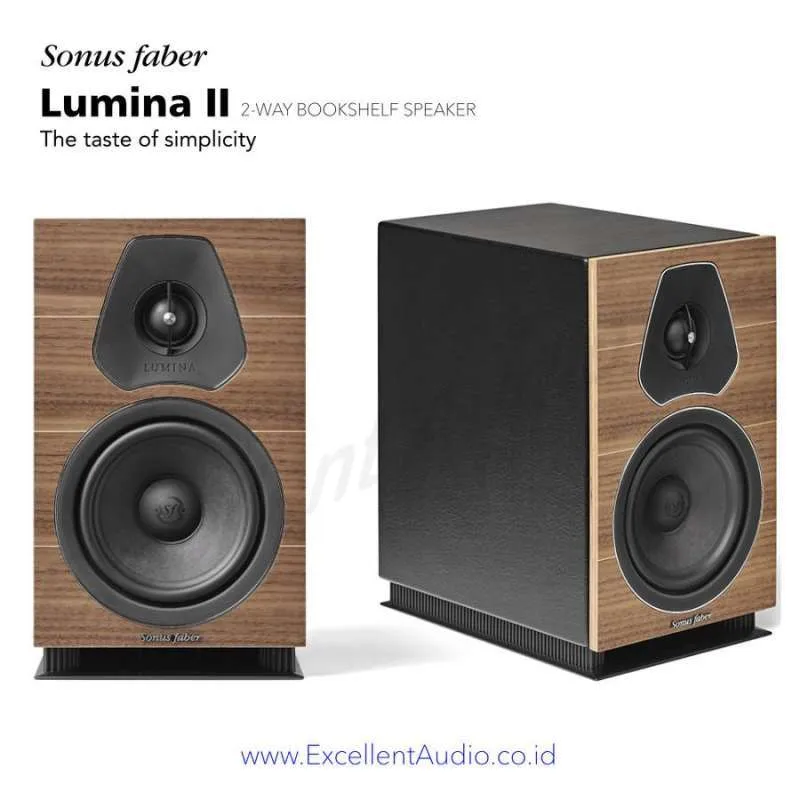 Sonus faber
Lumina II 2-WAY BOOKSHELF SPEAKER
The taste of simplicity
LUMINA
Sonus faber
Sonus faber
www.ExcellentAudio.co.id